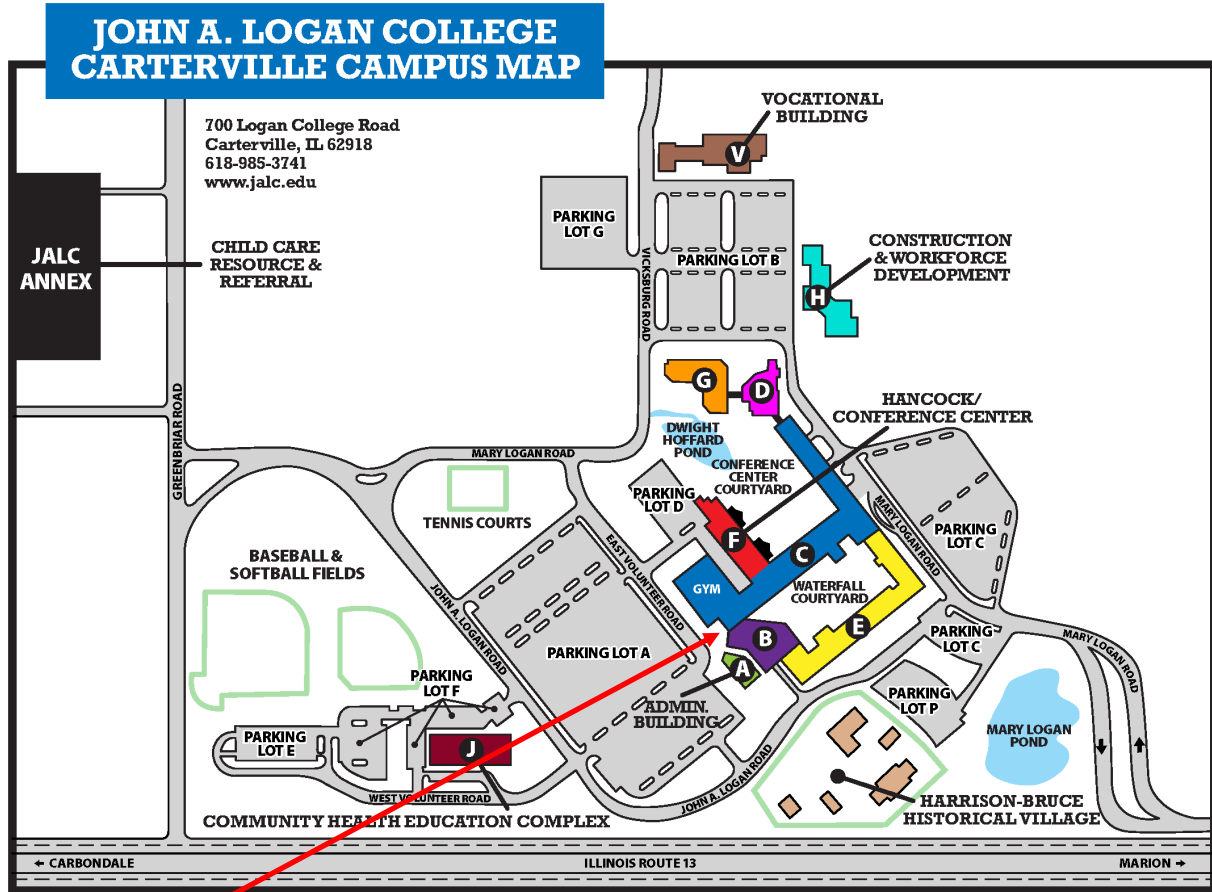 JOHN A. LOGAN COLLEGE
CARTERVILLE CAMPUS MAP
700 Logan College Road
Carterville, IL 62918
618-985-3741
www.jalc.edu
VOCATIONAL
BUILDING
V
PARKING
LOT G
VICKSBURG ROAD
PARKING LOT B
CONSTRUCTION
& WORKFORCE
DEVELOPMENT
H
JALC
ANNEX
CHILD CARE
RESOURCE &
REFERRAL
GREENBRIAR ROAD
G
D
HANCOCK/
CONFERENCE CENTER
DWIGHT
HOFFARD
POND
MARY LOGAN ROAD
CONFERENCE
CENTER
COURTYARD
PARKING
LOT D
TENNIS COURTS
MARY LOGAN ROAD
PARKING
LOT C
EAST VOLUNTEER ROAD
F
C
BASEBALL &
SOFTBALL FIELDS
GYM
WATERFALL
COURTYARD
JOHN A. LOGAN ROAD
E
B
PARKING
LOT C
MARY LOGAN ROAD
PARKING LOT A
A
PARKING
LOT F
ADMIN.
BUILDING
PARKING
LOT P
PARKING
LOT E
J
MARY LOGAN
POND
JOHN A. LOGAN ROAD
WEST VOLUNTEER ROAD
HARRISON-BRUCE
HISTORICAL VILLAGE
COMMUNITY HEALTH EDUCATION COMPLEX
← CARBONDALE
ILLINOIS ROUTE 13
MARION →